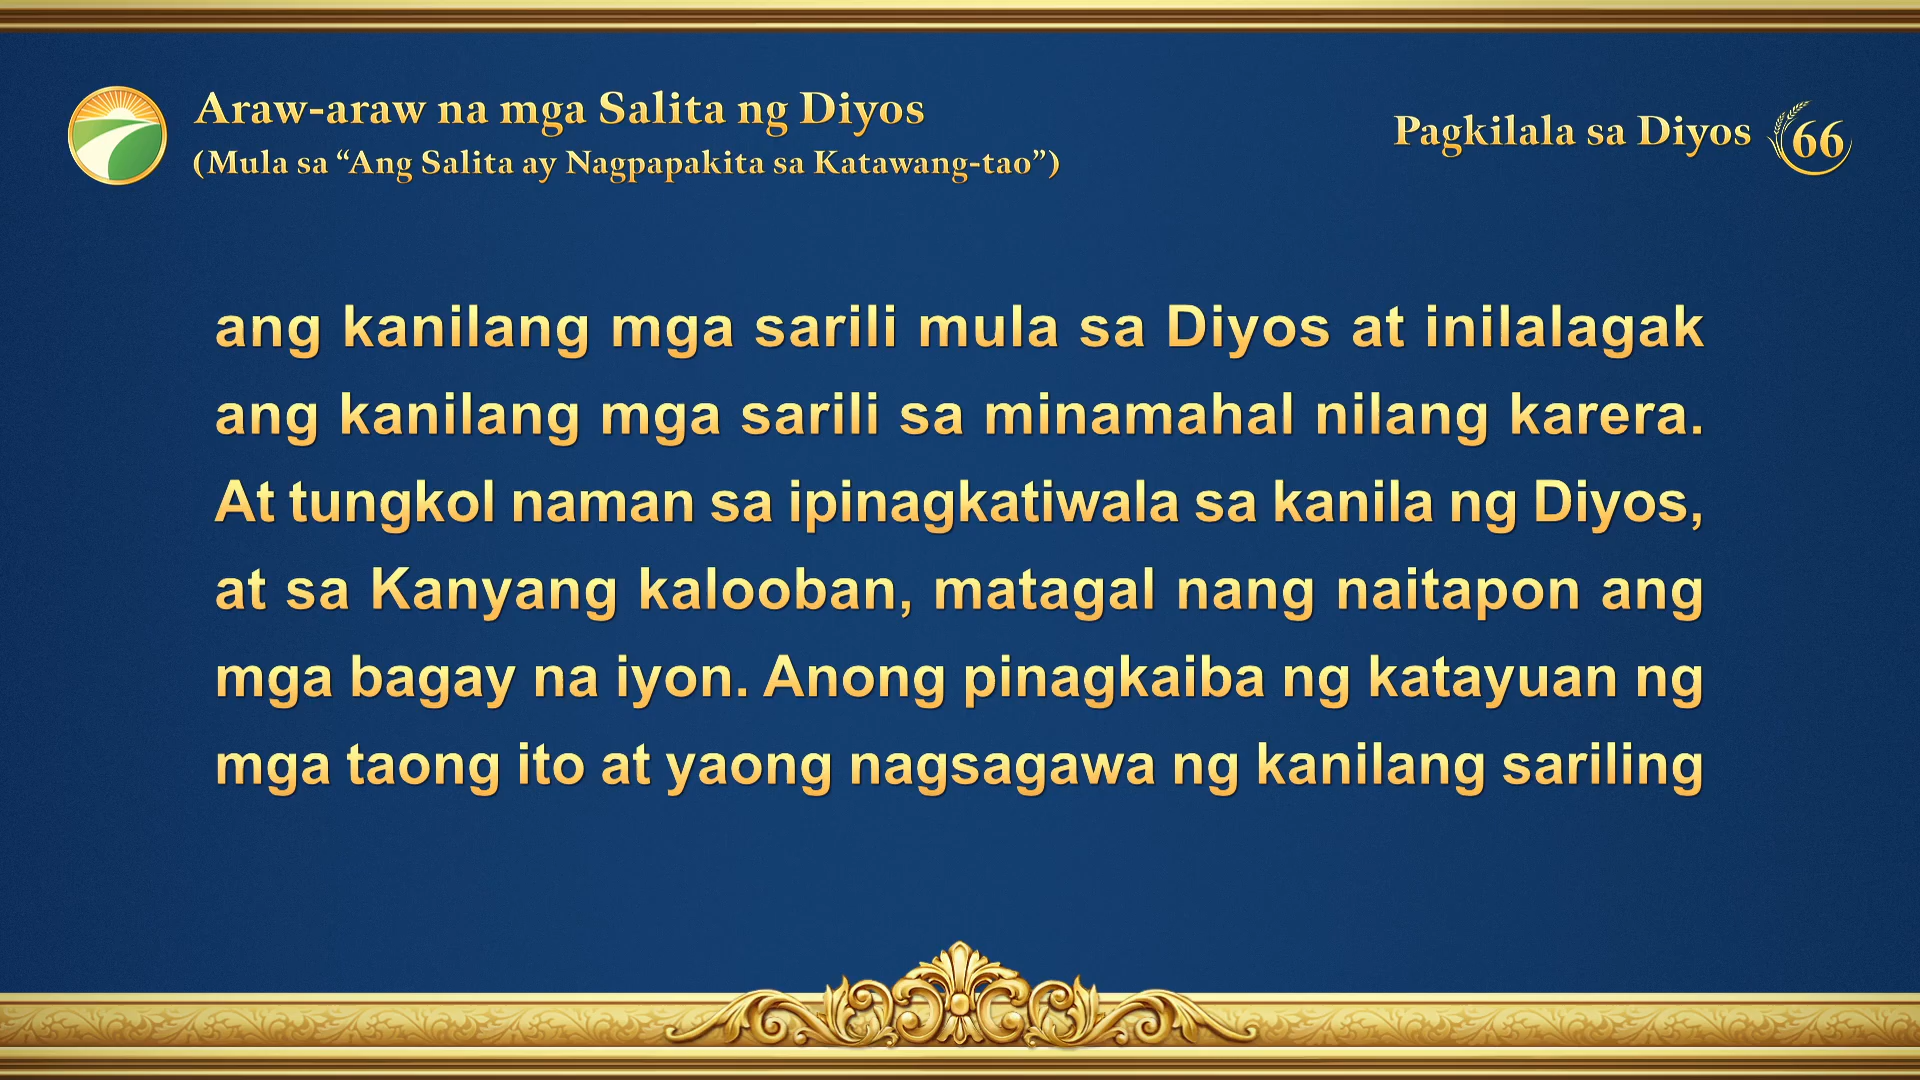 Araw-araw na mga Salita ng Diyos
(Mula sa “Ang Salita ay Nagpapakita sa Katawang-tao”)
Pagkilala sa Diyos 66
ang kanilang mga sarili mula sa Diyos at inilalagak
ang kanilang mga sarili sa minamahal nilang karera.
At tungkol naman sa ipinagkatiwala sa kanila ng Diyos,
at sa Kanyang kalooban, matagal nang naitapon ang
mga bagay na iyon. Anong pinagkaiba ng katayuan ng
mga taong ito at yaong nagsagawa ng kanilang sariling